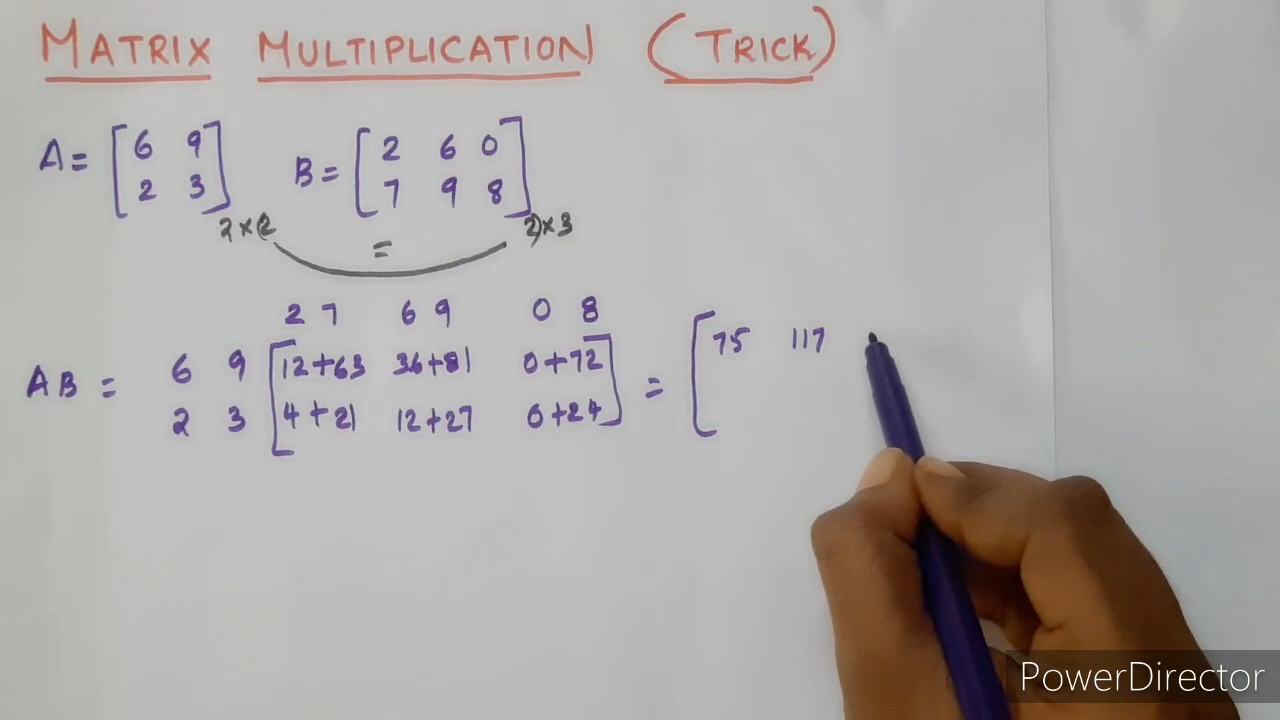 MATRIX MULTIPLICATION (TRICK)
A = [6 9
2 3] 2×2
B = [2 6 0
7 9 8] 2×3
=
2 7 6 9 0 8
AB = 6 9 [12+63 36+81 0+72] = [75 117
2 3 4+21 12+27 0+24
PowerDirector